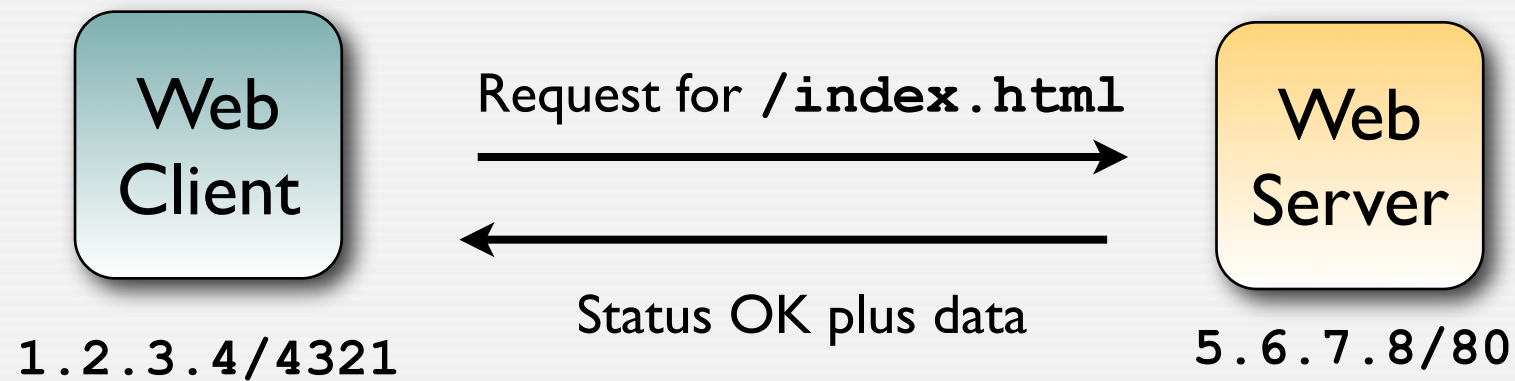 Web
Client
Request for /index.html
Web
Server
Status OK plus data
1.2.3.4/4321
5.6.7.8/80